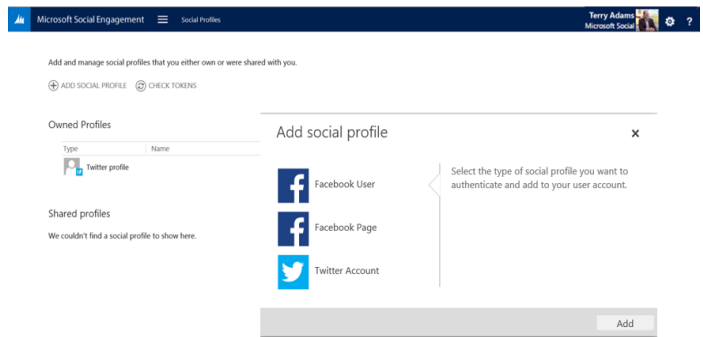 Microsoft Social Engagement Social Profiles
Terry Adams
Microsoft Social
?
Add and manage social profiles that you either own or were shared with you.
ADD SOCIAL PROFILE CHECK TOKENS
Owned Profiles
Type Name
Twitter profile
Shared profiles
We couldn't find a social profile to show here.
Add social profile
Facebook User
Facebook Page
Twitter Account
Select the type of social profile you want to
authenticate and add to your user account.
Add